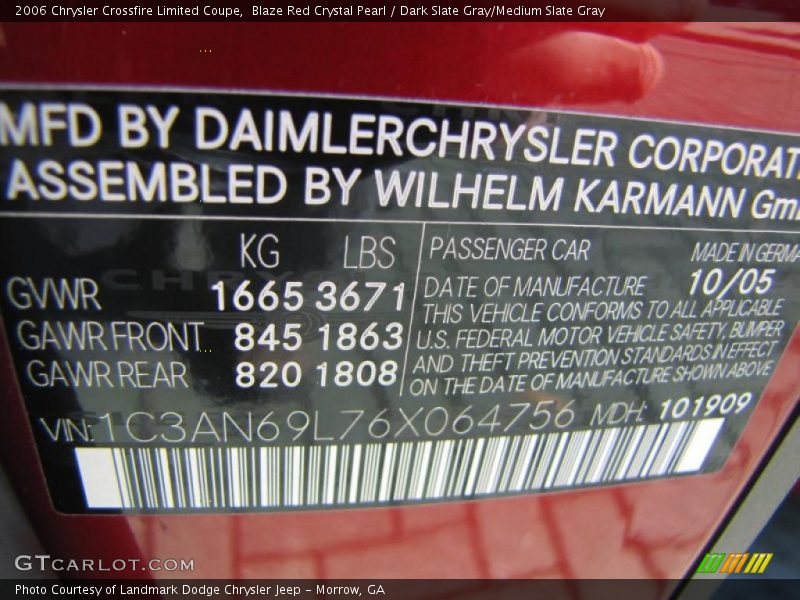 2006 Chrysler Crossfire Limited Coupe,  Blaze Red Crystal Pearl / Dark Slate Gray/Medium Slate Gray
MFD BY DAIMLERCHRYSLER CORPORAT
ASSEMBLED BY WILHELM KARMANN Gm
KG LBS
GVWR 1665 3671
GAWR FRONT 845 1863
GAWR REAR 820 1808
PASSENGER CAR MADE IN GERMA
DATE OF MANUFACTURE 10/05
THIS VEHICLE CONFORMS TO ALL APPLICABLE
U.S. FEDERAL MOTOR VEHICLE SAFETY, BUMPER
AND THEFT PREVENTION STANDARDS IN EFFECT
ON THE DATE OF MANUFACTURE SHOWN ABOVE
VIN: 1C3AN69L76X064756 MDH: 101909
GTCARLOT.COM
Photo Courtesy of Landmark Dodge Chrysler Jeep - Morrow, GA